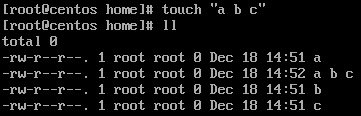 [root@centos home]# touch "a b c"
[root@centos home]# ll
total 0
-rw-r--r--. 1 root root 0 Dec 18 14:51 a
-rw-r--r--. 1 root root 0 Dec 18 14:52 a b c
-rw-r--r--. 1 root root 0 Dec 18 14:51 b
-rw-r--r--. 1 root root 0 Dec 18 14:51 c